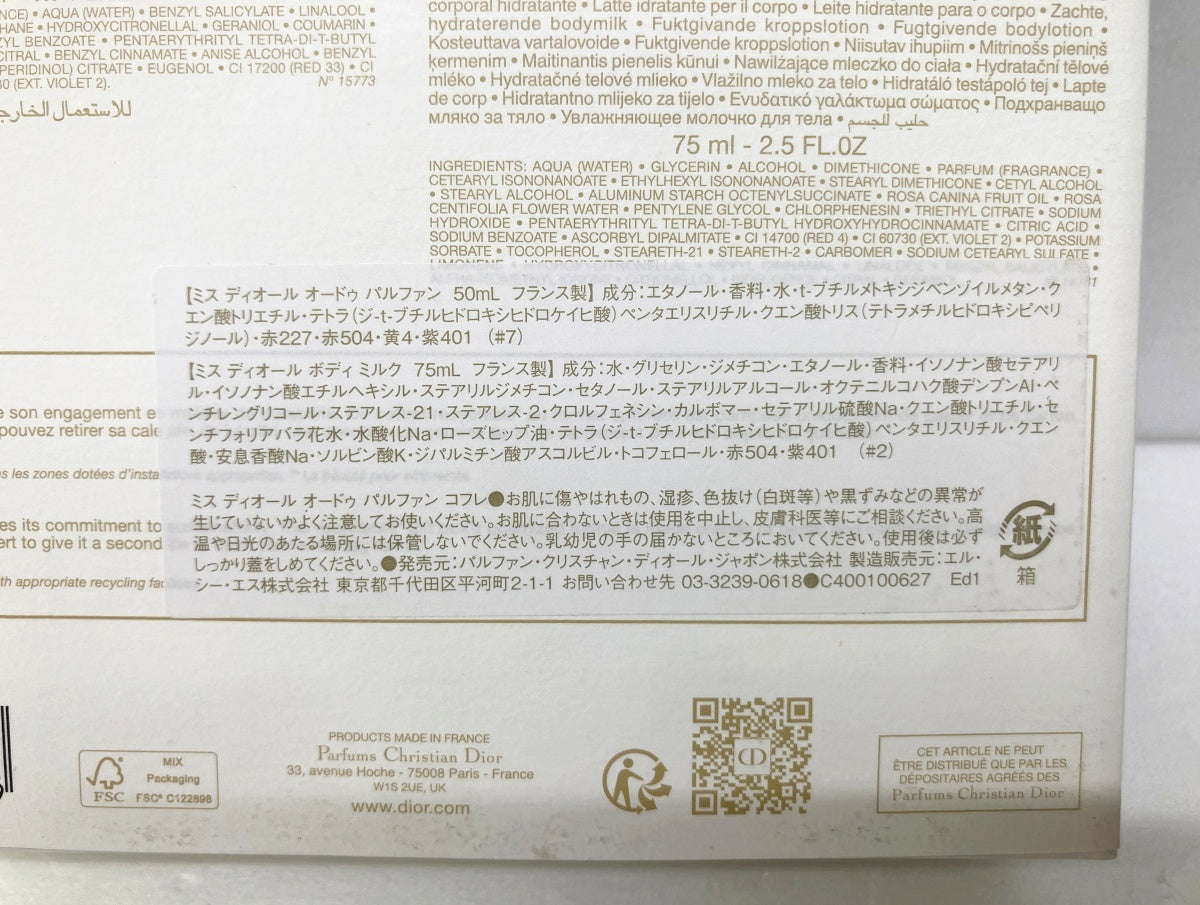 NCE) • AQUA (WATER) • BENZYL SALICYLATE • LINALOOL •
HANE • HYDROXYCITRONELLAL • GERANIOL • COUMARIN •
ZYL BENZOATE • PENTAERYTHRITYL TETRA-DI-T-BUTYL
CITRAL • BENZYL CINNAMATE • ANISE ALCOHOL • BENZYL
PERIDINOL) CITRATE • EUGENOL • CI 17200 (RED 33) • CI
0 (EXT. VIOLET 2).
N° 15773
للاستعمال الخارج
corporal hidratante • Latte idratante per il corpo • Leite hidratante para o corpo • Zachte,
hydraterende bodymilk • Fuktgivande kroppslotion • Fugtgivende bodylotion •
Kosteuttava vartalovoide • Fuktgivende kroppslotion • Niisutav ihupiim • Mitrinošs pieniņš
ķermenim • Maitinantis pienelis kūnui • Nawilżające mleczko do ciała • Hydratační tělové
mléko • Hydratačné telové mlieko • Vlažilno mleko za telo • Hidratáló testápoló tej • Lapte
de corp • Hidratantno mlijeko za tijelo • Ενυδατικό γαλάκτωμα σώματος • Подхранващо
мляко за тяло • Увлажняющее молочко для тела • حليب للجسم
75 ml - 2.5 FL.OZ
INGREDIENTS: AQUA (WATER) • GLYCERIN • ALCOHOL • DIMETHICONE • PARFUM (FRAGRANCE) •
CETEARYL ISONONANOATE • ETHYLHEXYL ISONONANOATE • STEARYL DIMETHICONE • CETYL ALCOHOL
• STEARYL ALCOHOL • ALUMINUM STARCH OCTENYLSUCCINATE • ROSA CANINA FRUIT OIL • ROSA
CENTIFOLIA FLOWER WATER • PENTYLENE GLYCOL • CHLORPHENESIN • TRIETHYL CITRATE • SODIUM
HYDROXIDE • PENTAERYTHRITYL TETRA-DI-T-BUTYL HYDROXYHYDROCINNAMATE • CITRIC ACID •
SODIUM BENZOATE • ASCORBYL DIPALMITATE • CI 14700 (RED 4) • CI 60730 (EXT. VIOLET 2) • POTASSIUM
SORBATE • TOCOPHEROL • STEARETH-21 • STEARETH-2 • CARBOMER • SODIUM CETEARYL SULFATE •
【ミス ディオール オードゥ パルファン 50mL フランス製】成分:エタノール・香料・水・t-ブチルメトキシジベンゾイルメタン・ク
エン酸トリエチル・テトラ(ジ-t-ブチルヒドロキシヒドロケイヒ酸)ペンタエリスリチル・クエン酸トリス(テトラメチルヒドロキシピペリ
ジノール)・赤227・赤504・黄4・紫401 (#7)
【ミス ディオール ボディ ミルク 75mL フランス製】成分:水・グリセリン・ジメチコン・エタノール・香料・イソノナン酸セテアリ
ル・イソノナン酸エチルヘキシル・ステアリルジメチコン・セタノール・ステアリルアルコール・オクテニルコハク酸デンプンAl・ペ
ンチレングリコール・ステアレス-21・ステアレス-2・クロルフェネシン・カルボマー・セテアリル硫酸Na・クエン酸トリエチル・セ
ンチフォリアバラ花水・水酸化Na・ローズヒップ油・テトラ(ジ-t-ブチルヒドロキシヒドロケイヒ酸)ペンタエリスリチル・クエン
酸・安息香酸Na・ソルビン酸K・ジパルミチン酸アスコルビル・トコフェロール・赤504・紫401 (#2)
ミス ディオール オードゥ パルファン コフレ●お肌に傷やはれもの、湿疹、色抜け(白斑等)や黒ずみなどの異常が
生じていないかよく注意してお使いください。お肌に合わないときは使用を中止し、皮膚科医等にご相談ください。高
温や日光のあたる場所には保管しないでください。乳幼児の手の届かないところにおいてください。使用後は必ず
しっかり蓋をしめてください。●発売元:パルファン・クリスチャン・ディオール・ジャポン株式会社 製造販売元:エル・
シー・エス株式会社 東京都千代田区平河町2-1-1 お問い合わせ先 03-3239-0618●C400100627 Ed1
紙
箱
e son engagement e
pouvez retirer sa cale
s les zones dotées d'insta
es its commitment to
ert to give it a second
th appropriate recycling fac
FSC
MIX
Packaging
FSC® C122898
PRODUCTS MADE IN FRANCE
Parfums Christian Dior
33, avenue Hoche - 75008 Paris - France
W1S 2UE, UK
www.dior.com
CD
CET ARTICLE NE PEUT
ÊTRE DISTRIBUÉ QUE PAR LES
DÉPOSITAIRES AGRÉÉS DES
Parfums Christian Dior